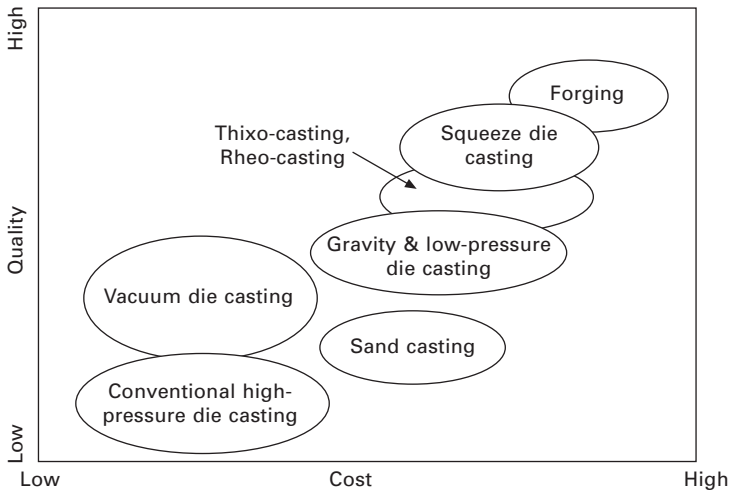 High
Forging
Squeeze die
casting
Thixo-casting,
Rheo-casting
Quality
Gravity & low-pressure
die casting
Vacuum die casting
Sand casting
Conventional high-
pressure die casting
Low
Low
Cost
High